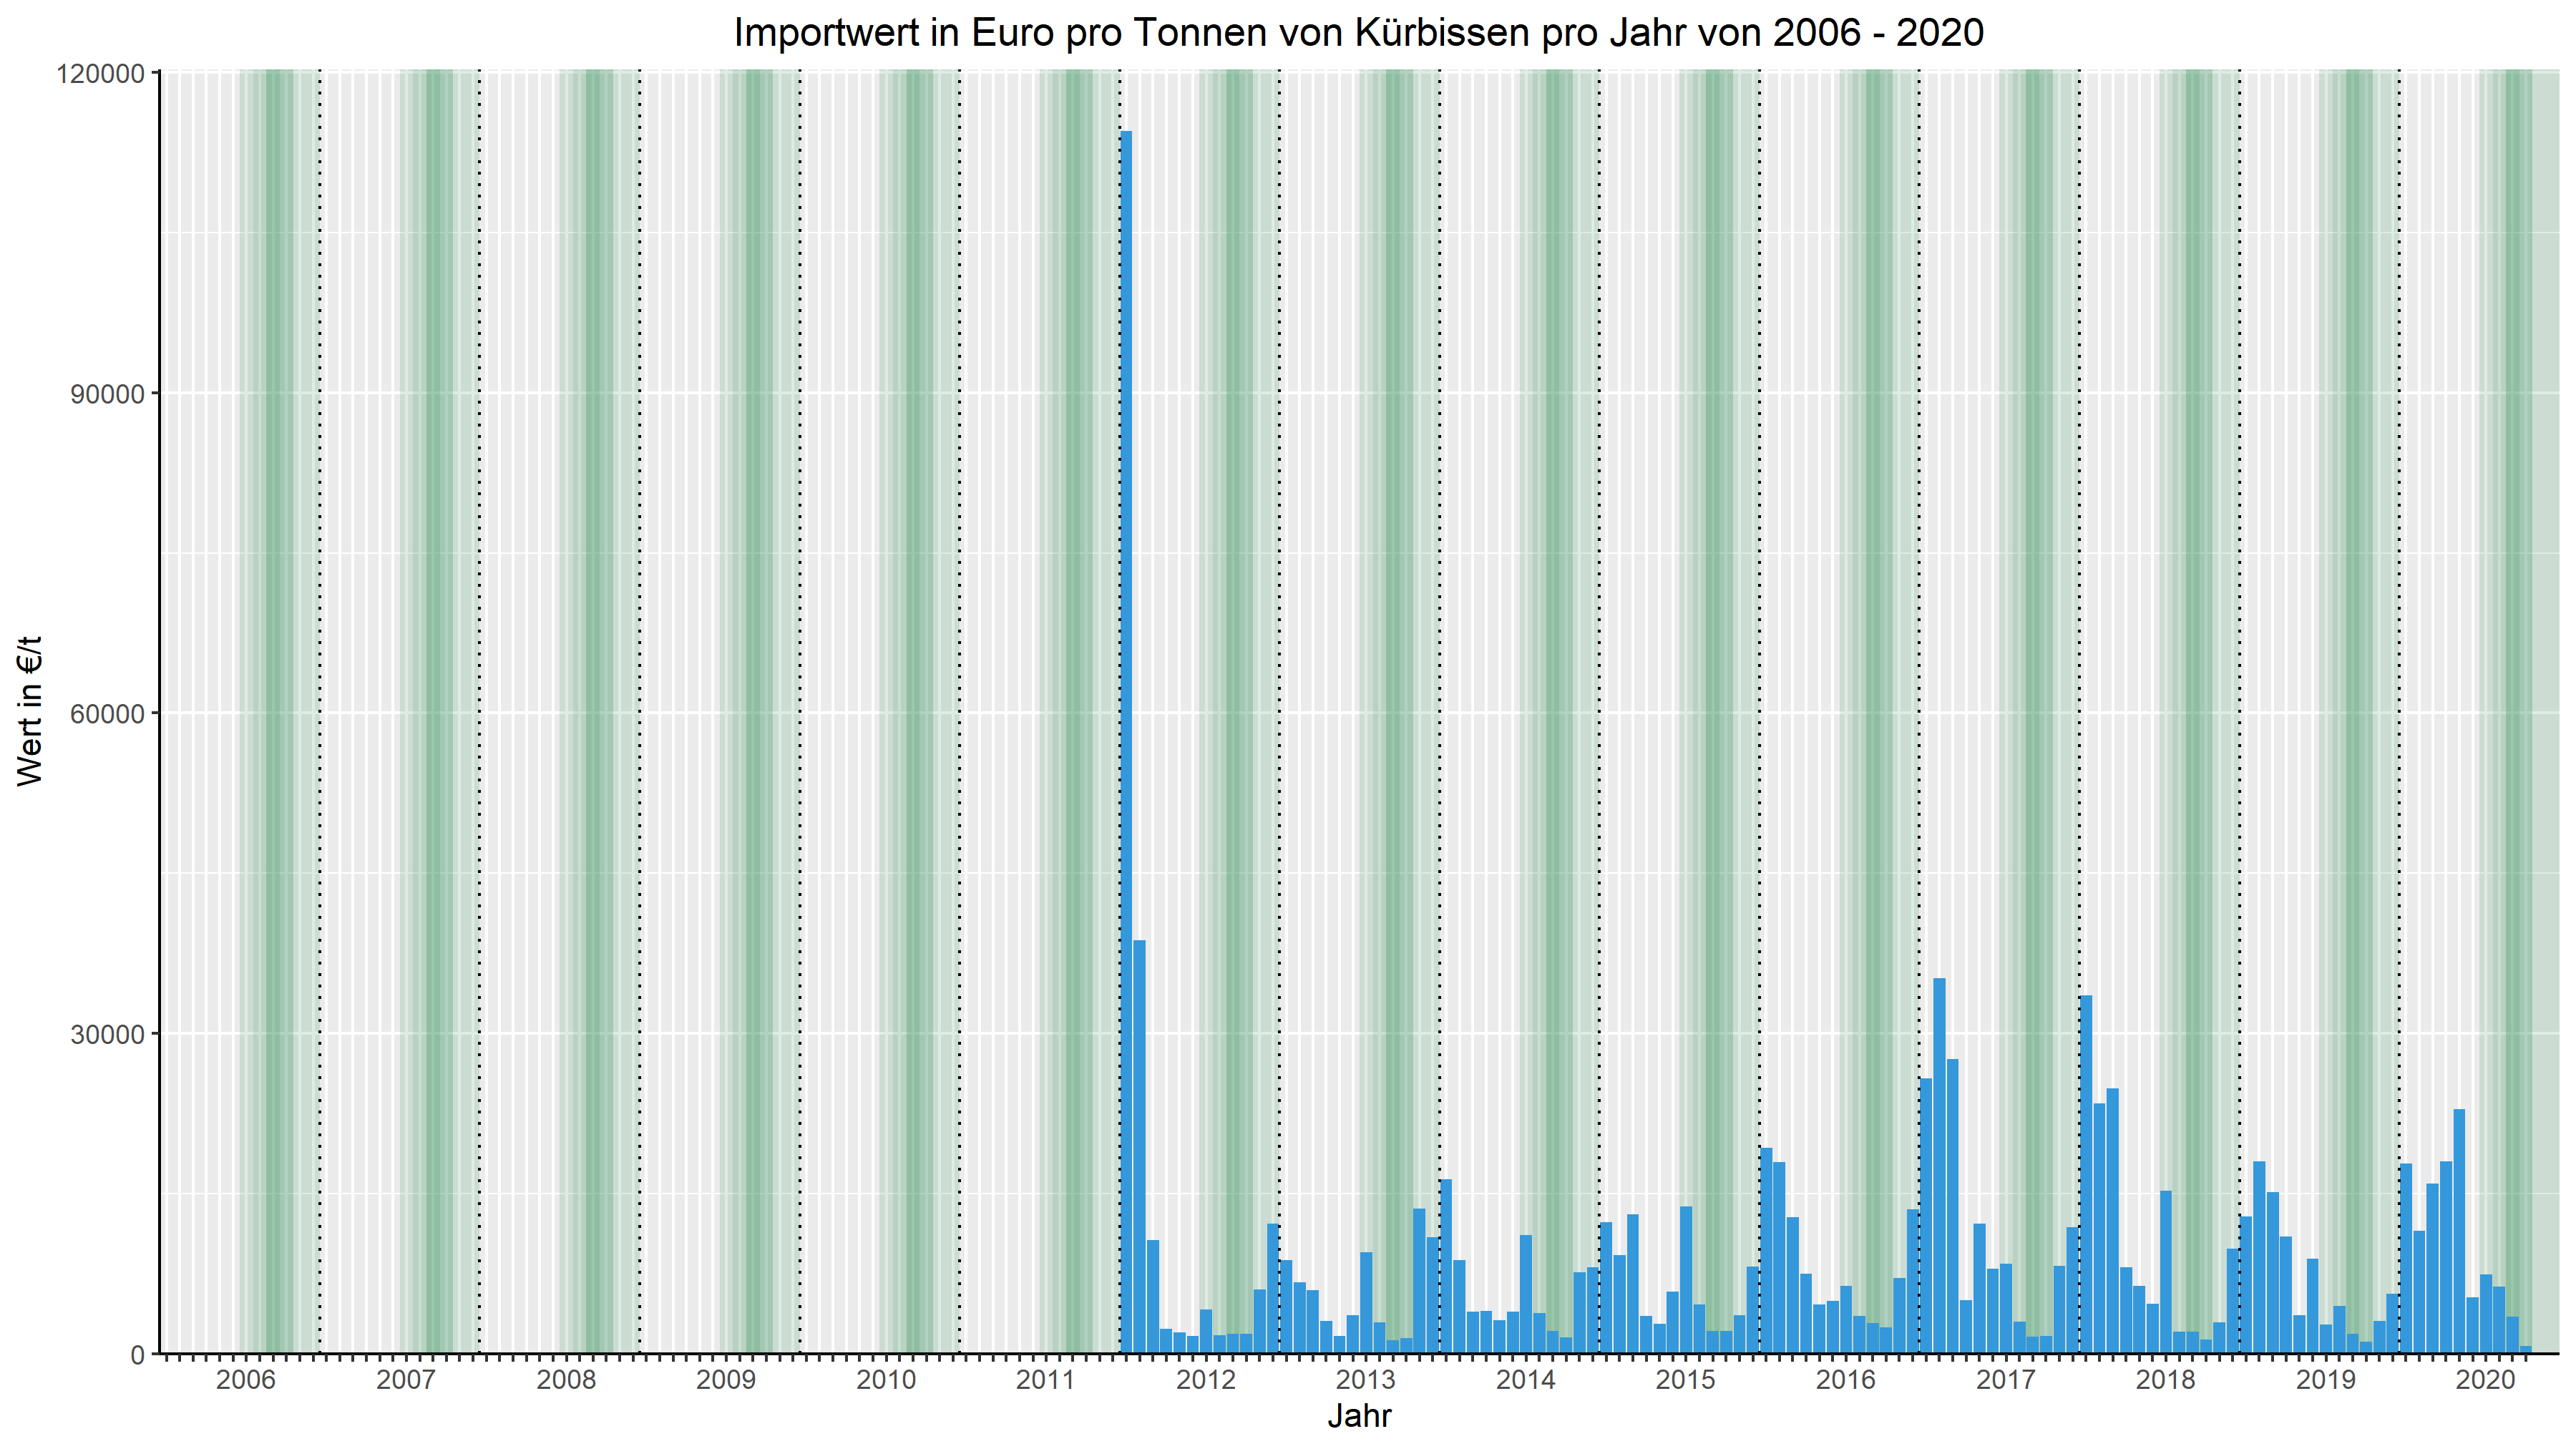 Importwert in Euro pro Tonnen von Kürbissen pro Jahr von 2006 - 2020
120000
90000
60000
30000
0
Wert in €/t
2006 2007 2008 2009 2010 2011 2012 2013 2014 2015 2016 2017 2018 2019 2020
Jahr